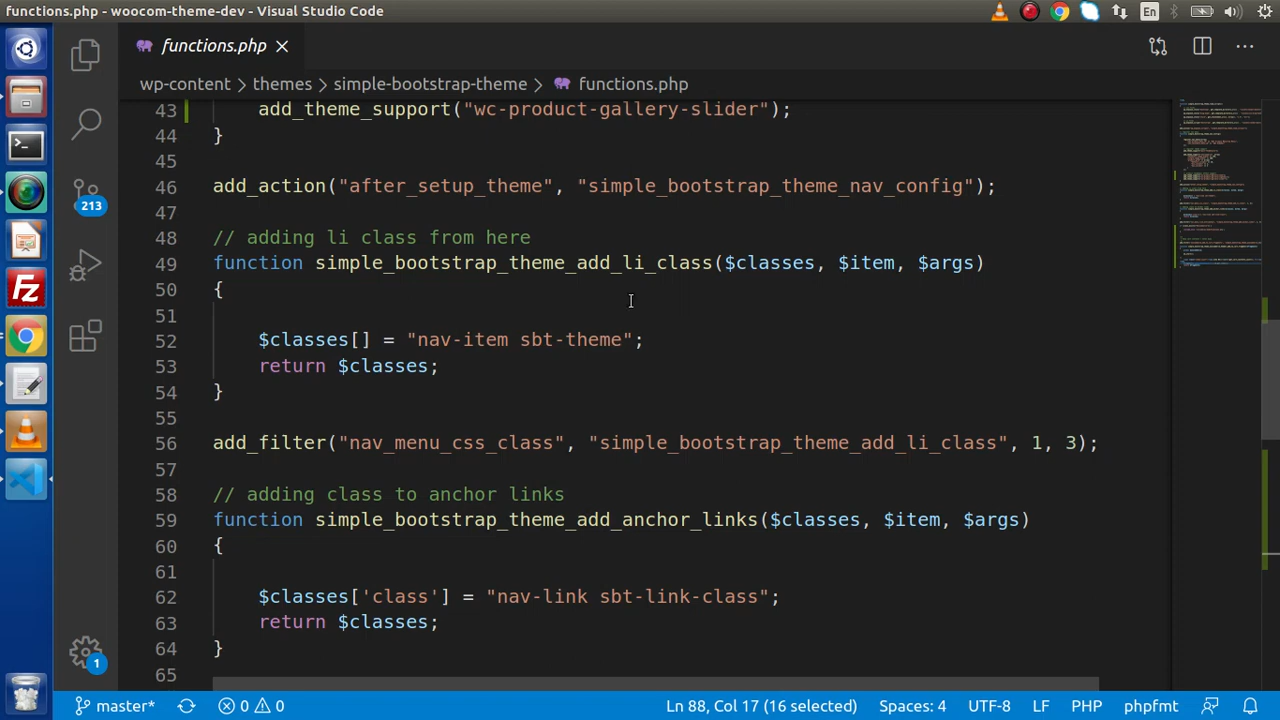 functions.php - woocom-theme-dev - Visual Studio Code
En
functions.php
wp-content > themes > simple-bootstrap-theme > functions.php
43 add_theme_support("wc-product-gallery-slider");
44 }
45
46 add_action("after_setup_theme", "simple_bootstrap_theme_nav_config");
47
48 // adding li class from here
49 function simple_bootstrap_theme_add_li_class($classes, $item, $args)
50 {
51
52 $classes[] = "nav-item sbt-theme";
53 return $classes;
54 }
55
56 add_filter("nav_menu_css_class", "simple_bootstrap_theme_add_li_class", 1, 3);
57
58 // adding class to anchor links
59 function simple_bootstrap_theme_add_anchor_links($classes, $item, $args)
60 {
61
62 $classes['class'] = "nav-link sbt-link-class";
63 return $classes;
64 }
65
213
1
master* 0 0 Ln 88, Col 17 (16 selected) Spaces: 4 UTF-8 LF PHP phpfmt